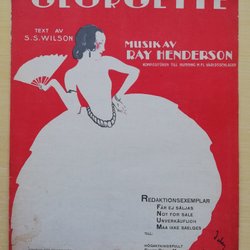 GEORGETTE
TEXT AV
S. S. WILSON
MUSIK AV
RAY HENDERSON
REDAKTIONSEXEMPLAR
FÅR EJ SÄLJAS
NOT FOR SALE
UNVERKÄUFLICH
MAA IKKE SAELGES
TILL: